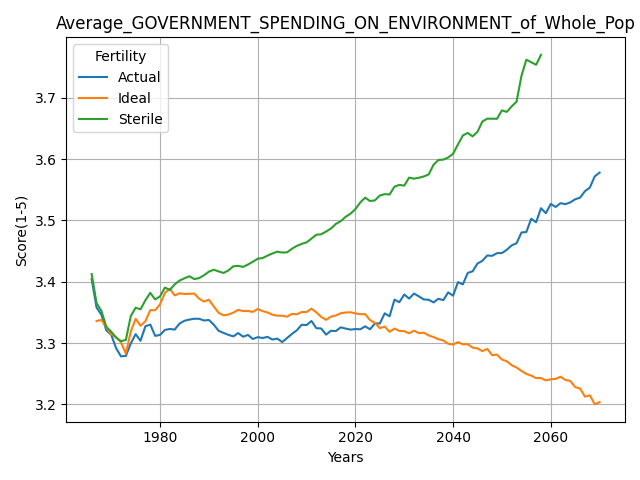 Average_GOVERNMENT_SPENDING_ON_ENVIRONMENT_of_Whole_Pop
Fertility
Actual
Ideal
Sterile
3.7
3.6
3.5
3.4
3.3
3.2
Score(1-5)
1980 2000 2020 2040 2060
Years